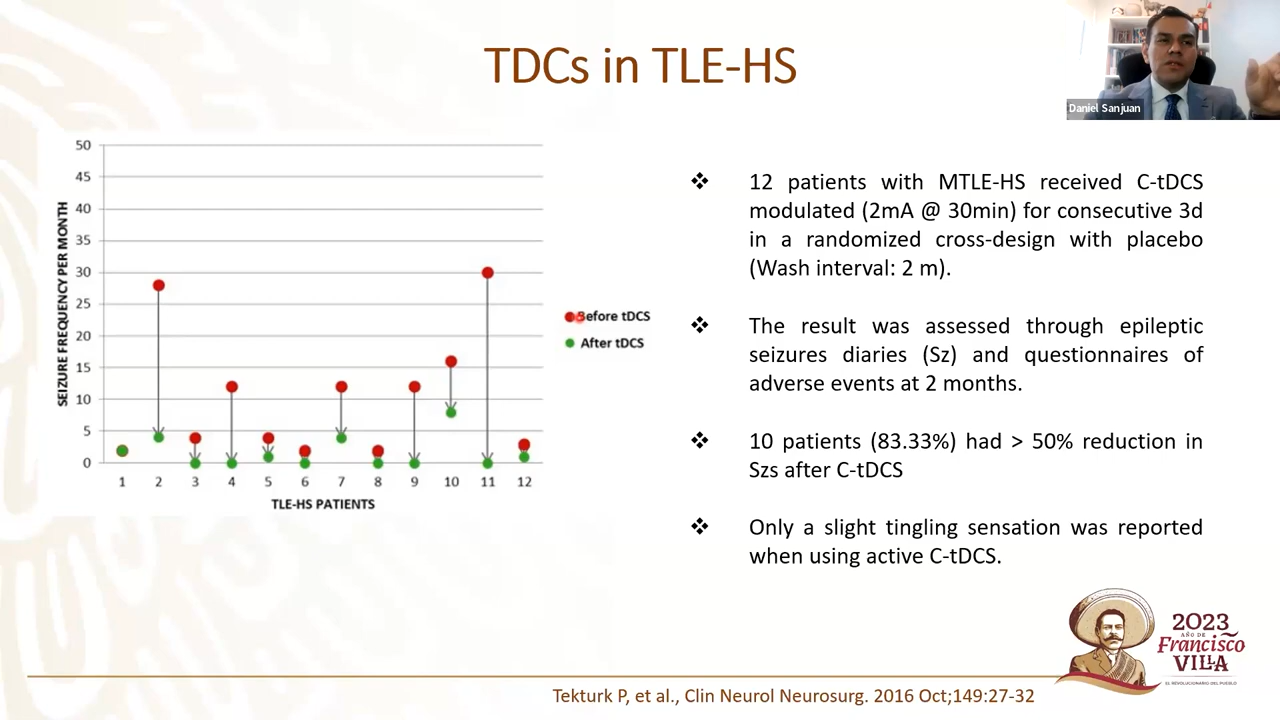 TDCs in TLE-HS
Daniel Sanjuan
50
45
40
35
30
25
20
15
10
5
0
SEIZURE FREQUENCY PER MONTH
1 2 3 4 5 6 7 8 9 10 11 12
TLE-HS PATIENTS
Before tDCS
After tDCS
❖ 12 patients with MTLE-HS received C-tDCS
modulated (2mA @ 30min) for consecutive 3d
in a randomized cross-design with placebo
(Wash interval: 2 m).
❖ The result was assessed through epileptic
seizures diaries (Sz) and questionnaires of
adverse events at 2 months.
❖ 10 patients (83.33%) had > 50% reduction in
Szs after C-tDCS
❖ Only a slight tingling sensation was reported
when using active C-tDCS.
2023
AÑO DE
Francisco
VILLA
EL REVOLUCIONARIO DEL PUEBLO
Tekturk P, et al., Clin Neurol Neurosurg. 2016 Oct;149:27-32